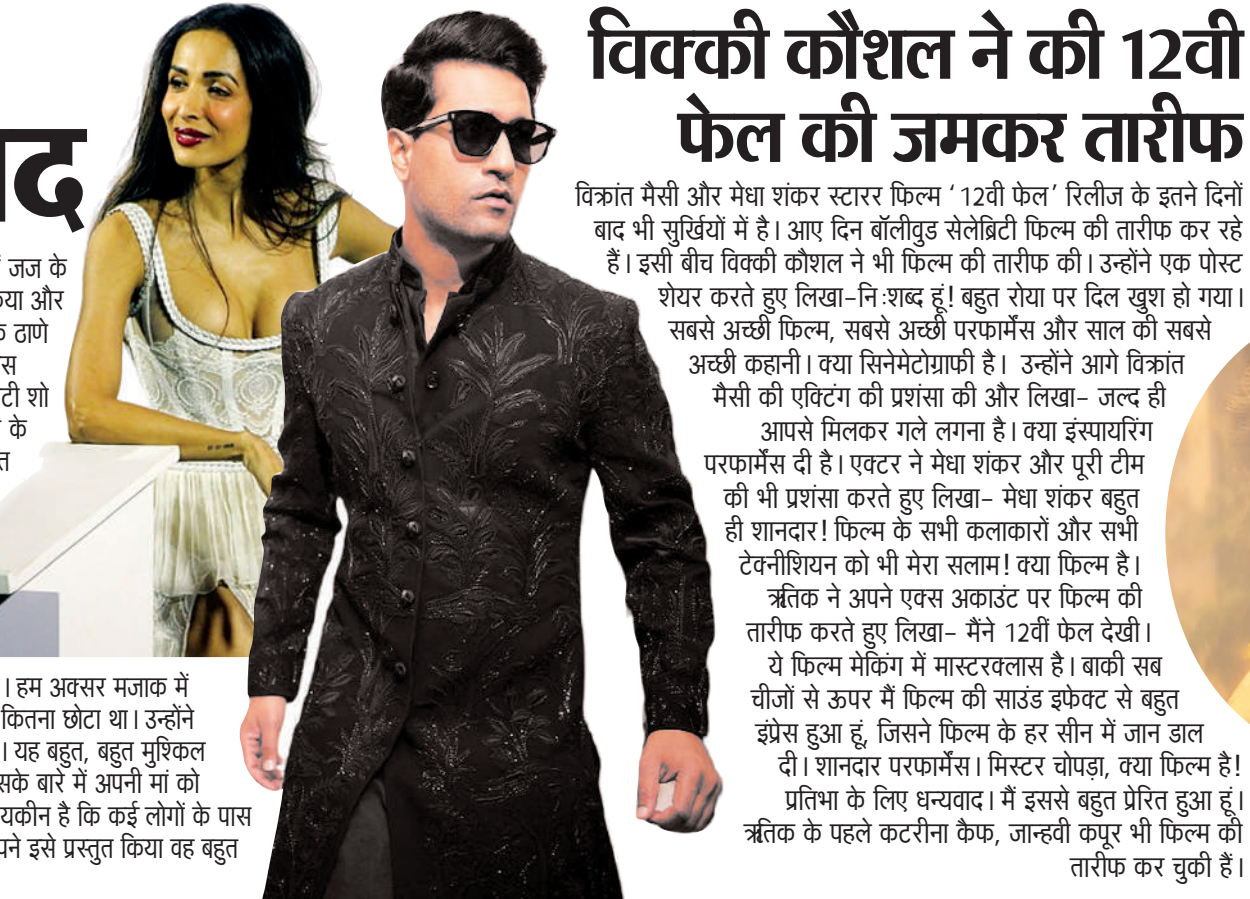 विक्की कौशल ने की 12वी
फेल की जमकर तारीफ
विक्रांत मैसी और मेधा शंकर स्टारर फिल्म ‘ 12वी फेल’ रिलीज के इतने दिनों
बाद भी सुर्खियों में है। आए दिन बॉलीवुड सेलेब्रिटी फिल्म की तारीफ कर रहे
हैं। इसी बीच विक्की कौशल ने भी फिल्म की तारीफ की। उन्होंने एक पोस्ट
शेयर करते हुए लिखा-नि:शब्द हूं! बहुत रोया पर दिल खुश हो गया।
सबसे अच्छी फिल्म, सबसे अच्छी परफार्मेंस और साल की सबसे
अच्छी कहानी। क्या सिनेमेटोग्राफी है। उन्होंने आगे विक्रांत
मैसी की एक्टिंग की प्रशंसा की और लिखा- जल्द ही
आपसे मिलकर गले लगना है। क्या इंस्पायरिंग
परफार्मेंस दी है। एक्टर ने मेधा शंकर और पूरी टीम
की भी प्रशंसा करते हुए लिखा- मेधा शंकर बहुत
ही शानदार! फिल्म के सभी कलाकारों और सभी
टेक्नीशियन को भी मेरा सलाम! क्या फिल्म है।
ऋतिक ने अपने एक्स अकाउंट पर फिल्म की
तारीफ करते हुए लिखा- मैंने 12वीं फेल देखी।
ये फिल्म मेकिंग में मास्टरक्लास है। बाकी सब
चीजों से ऊपर मैं फिल्म की साउंड इफेक्ट से बहुत
इंप्रेस हुआ हूं, जिसने फिल्म के हर सीन में जान डाल
दी। शानदार परफार्मेंस। मिस्टर चोपड़ा, क्या फिल्म है!
प्रतिभा के लिए धन्यवाद। मैं इससे बहुत प्रेरित हुआ हूं।
ऋतिक के पहले कटरीना कैफ, जान्हवी कपूर भी फिल्म की
तारीफ कर चुकी हैं।
जज के
और
ठाणे
शो
के
। हम अक्सर मजाक में
कितना छोटा था। उन्होंने
। यह बहुत, बहुत मुश्किल
के बारे में अपनी मां को
यकीन है कि कई लोगों के पास
इसे प्रस्तुत किया वह बहुत